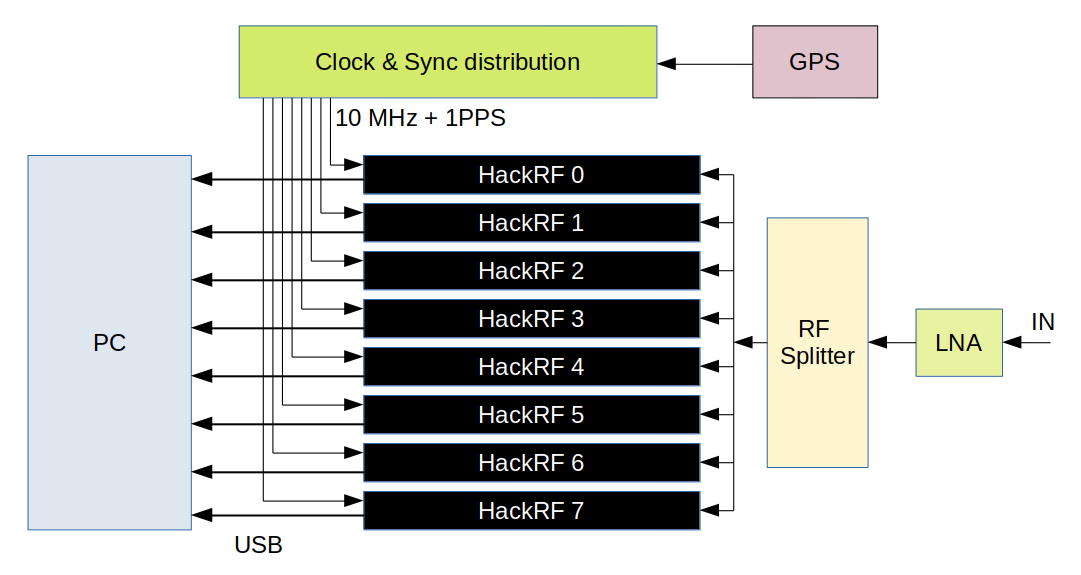 Clock & Sync distribution
GPS
10 MHz + 1PPS
HackRF 0
HackRF 1
HackRF 2
HackRF 3
HackRF 4
HackRF 5
HackRF 6
HackRF 7
PC
RF
Splitter
LNA
IN
USB